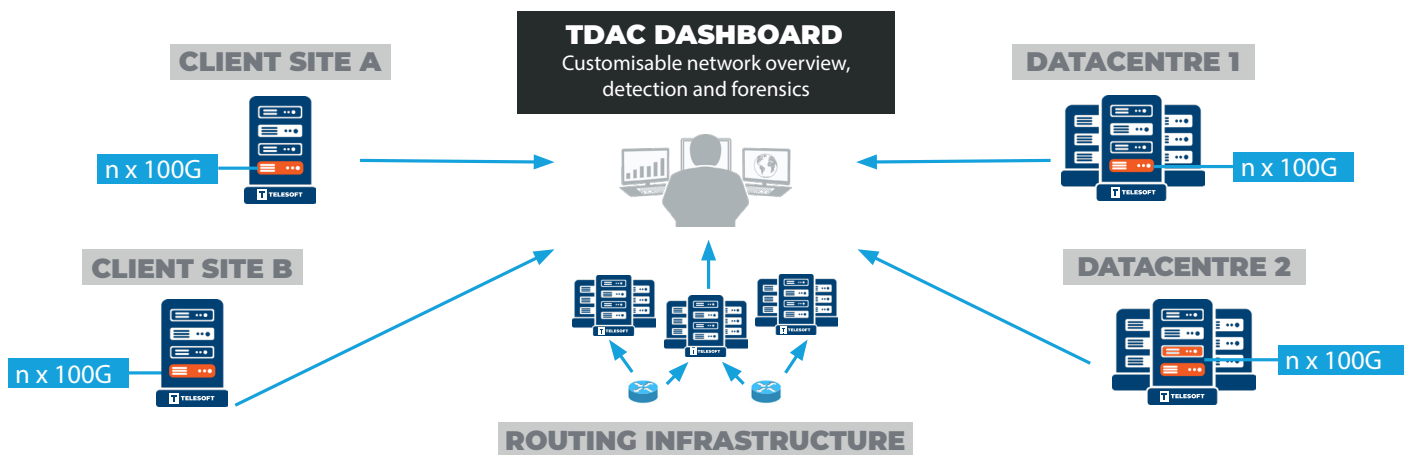 TDAC DASHBOARD
Customisable network overview,
detection and forensics
CLIENT SITE A
DATACENTRE 1
n x 100G
TELESOFT
n x 100G
TELESOFT
CLIENT SITE B
DATACENTRE 2
n x 100G
TELESOFT
TELESOFT
TELESOFT
TELESOFT
n x 100G
TELESOFT
TELESOFT
ROUTING INFRASTRUCTURE